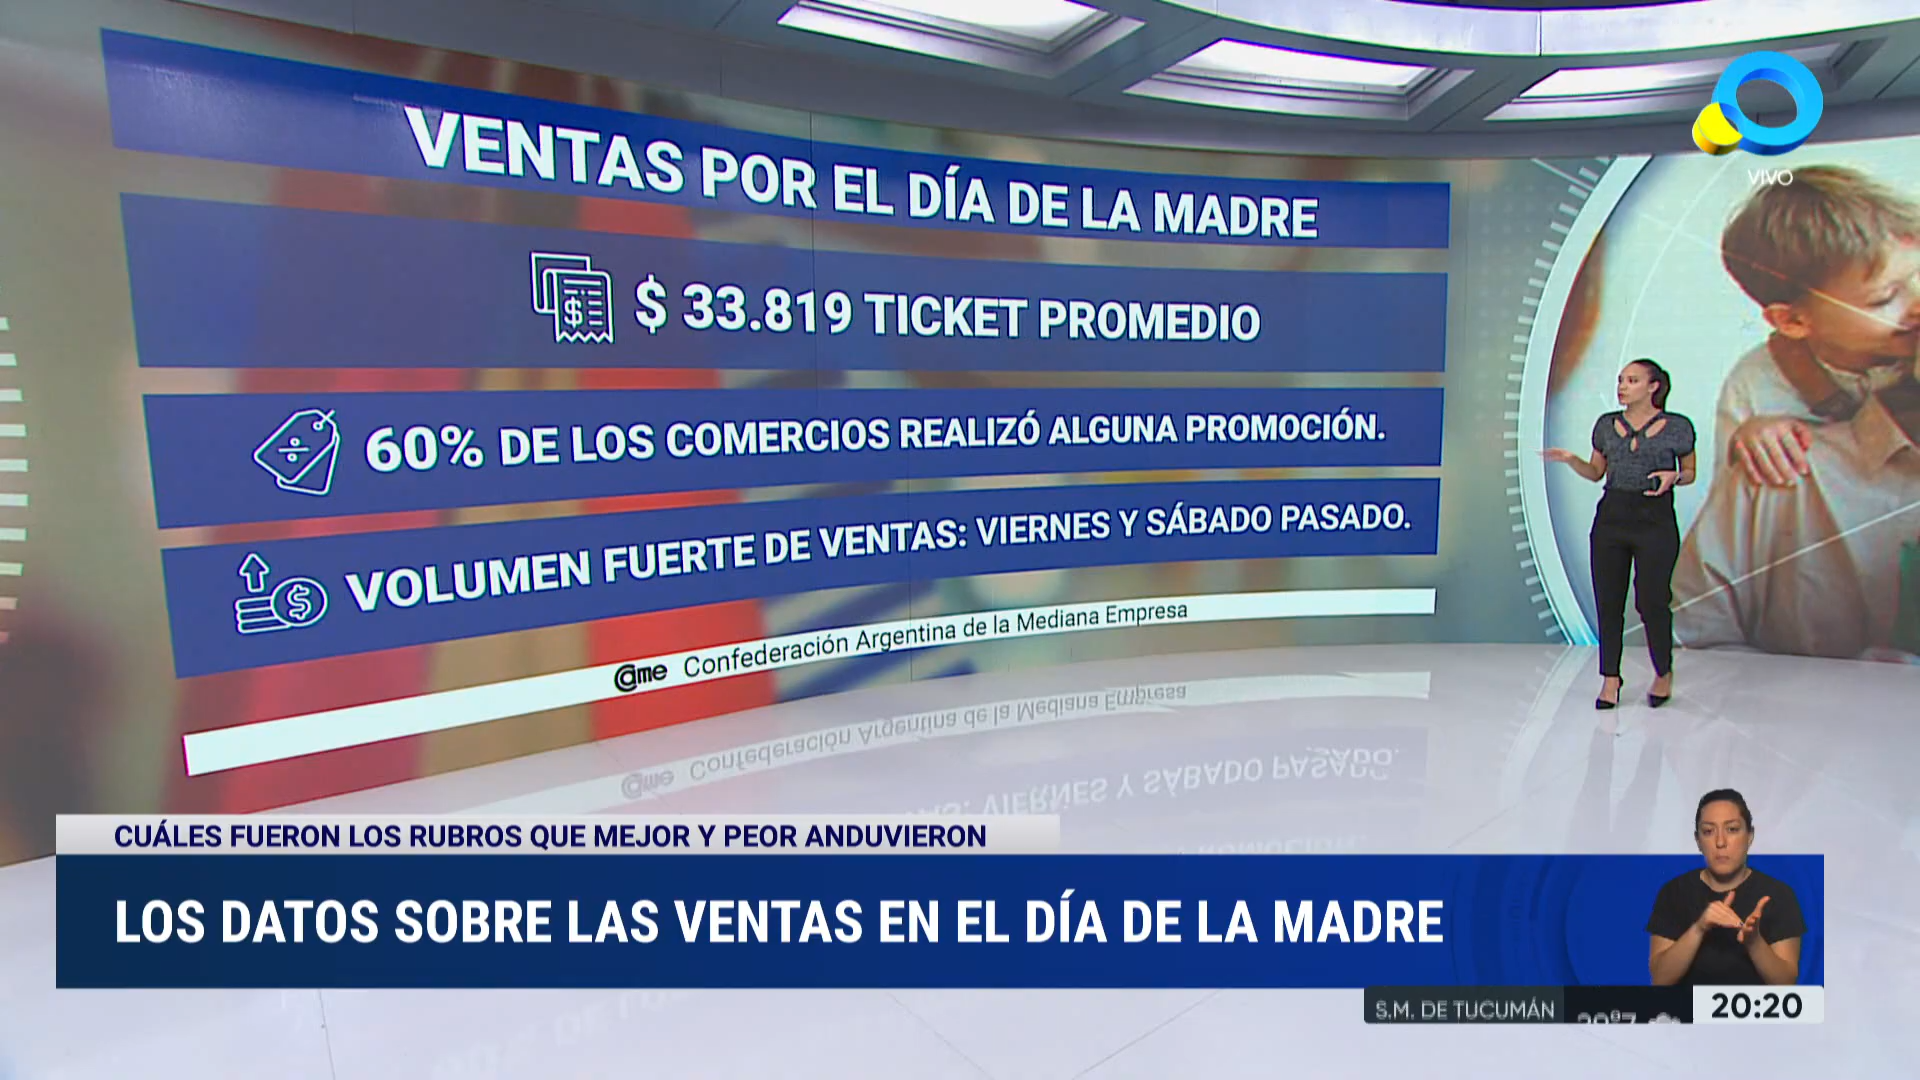 VIVO
VENTAS POR EL DÍA DE LA MADRE
$ 33.819 TICKET PROMEDIO
60% DE LOS COMERCIOS REALIZÓ ALGUNA PROMOCIÓN.
VOLUMEN FUERTE DE VENTAS: VIERNES Y SÁBADO PASADO.
Came Confederación Argentina de la Mediana Empresa
CUÁLES FUERON LOS RUBROS QUE MEJOR Y PEOR ANDUVIERON
LOS DATOS SOBRE LAS VENTAS EN EL DÍA DE LA MADRE
S.M. DE TUCUMÁN
20:20